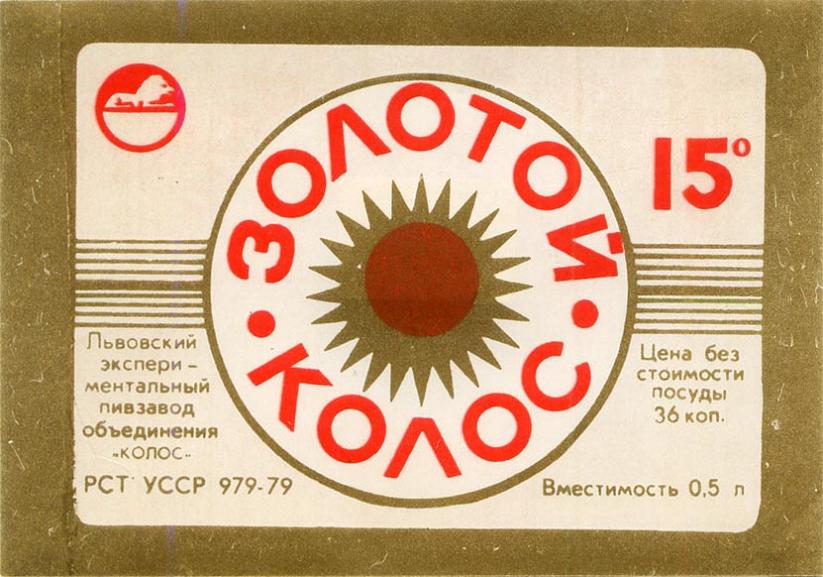 ЗОЛОТОЙ
• КОЛОС •
15°
Львовский
экспери-
ментальный
пивзавод
объединения
„КОЛОС„
РСТ УССР 979-79
Цена без
стоимости
посуды
36 коп.
Вместимость 0,5 л